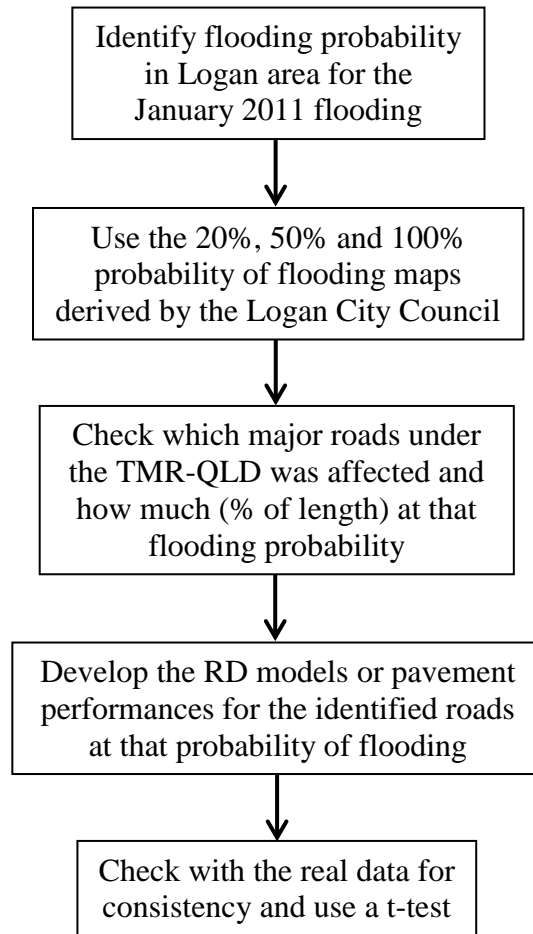 Identify flooding probability
in Logan area for the
January 2011 flooding
Use the 20%, 50% and 100%
probability of flooding maps
derived by the Logan City Council
Check which major roads under
the TMR-QLD was affected and
how much (% of length) at that
flooding probability
Develop the RD models or pavement
performances for the identified roads
at that probability of flooding
Check with the real data for
consistency and use a t-test